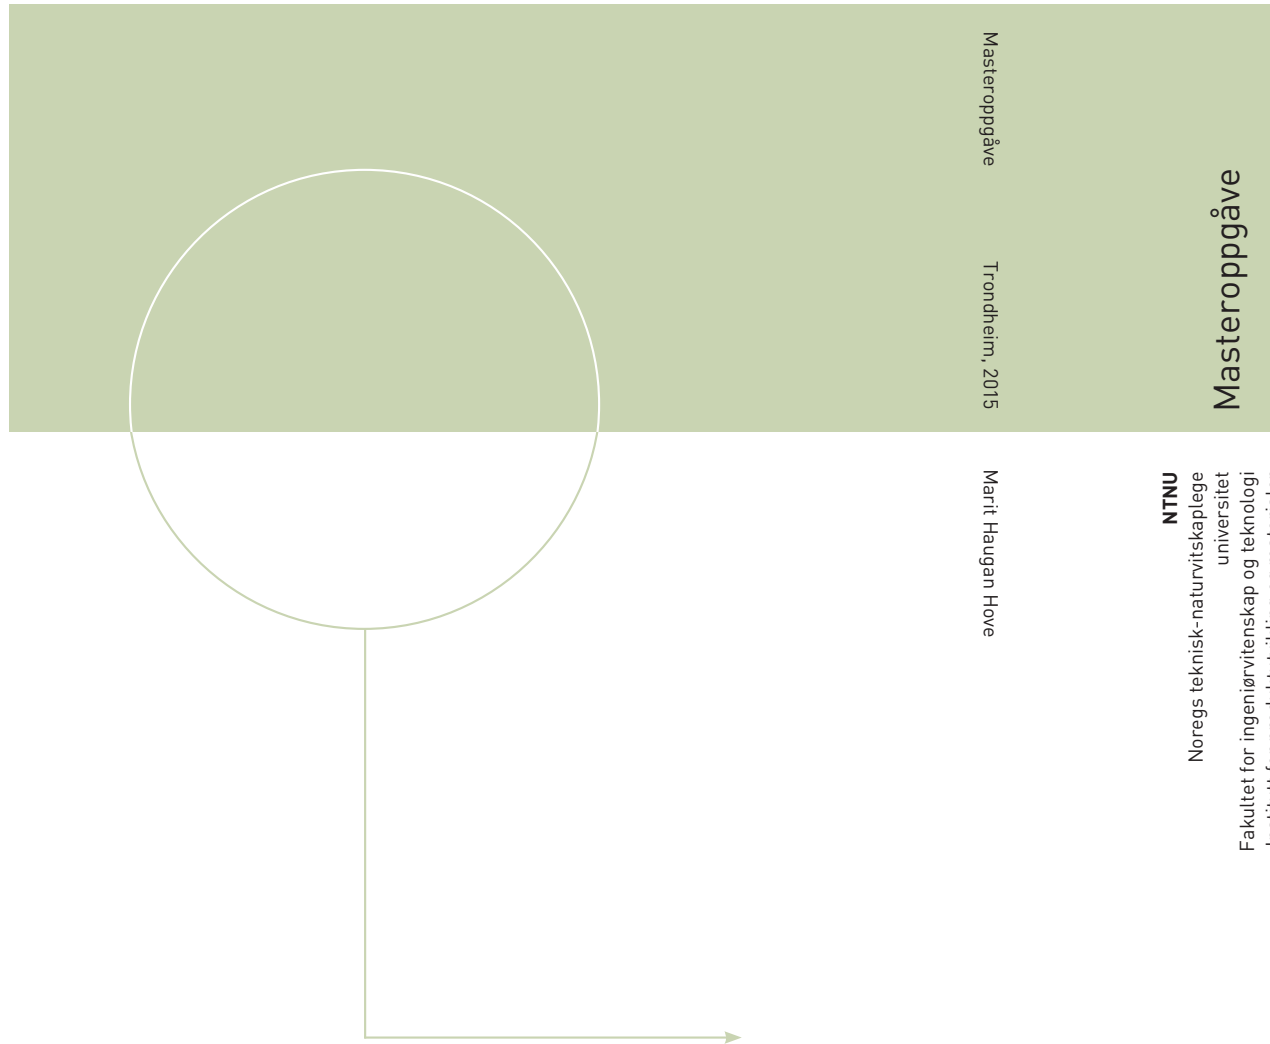 Masteroppgåve
Trondheim, 2015
Marit Haugan Hove
Masteroppgåve
NTNU
Noregs teknisk-naturvitskaplege
universitet
Fakultet for ingeniørvitenskap og teknologi